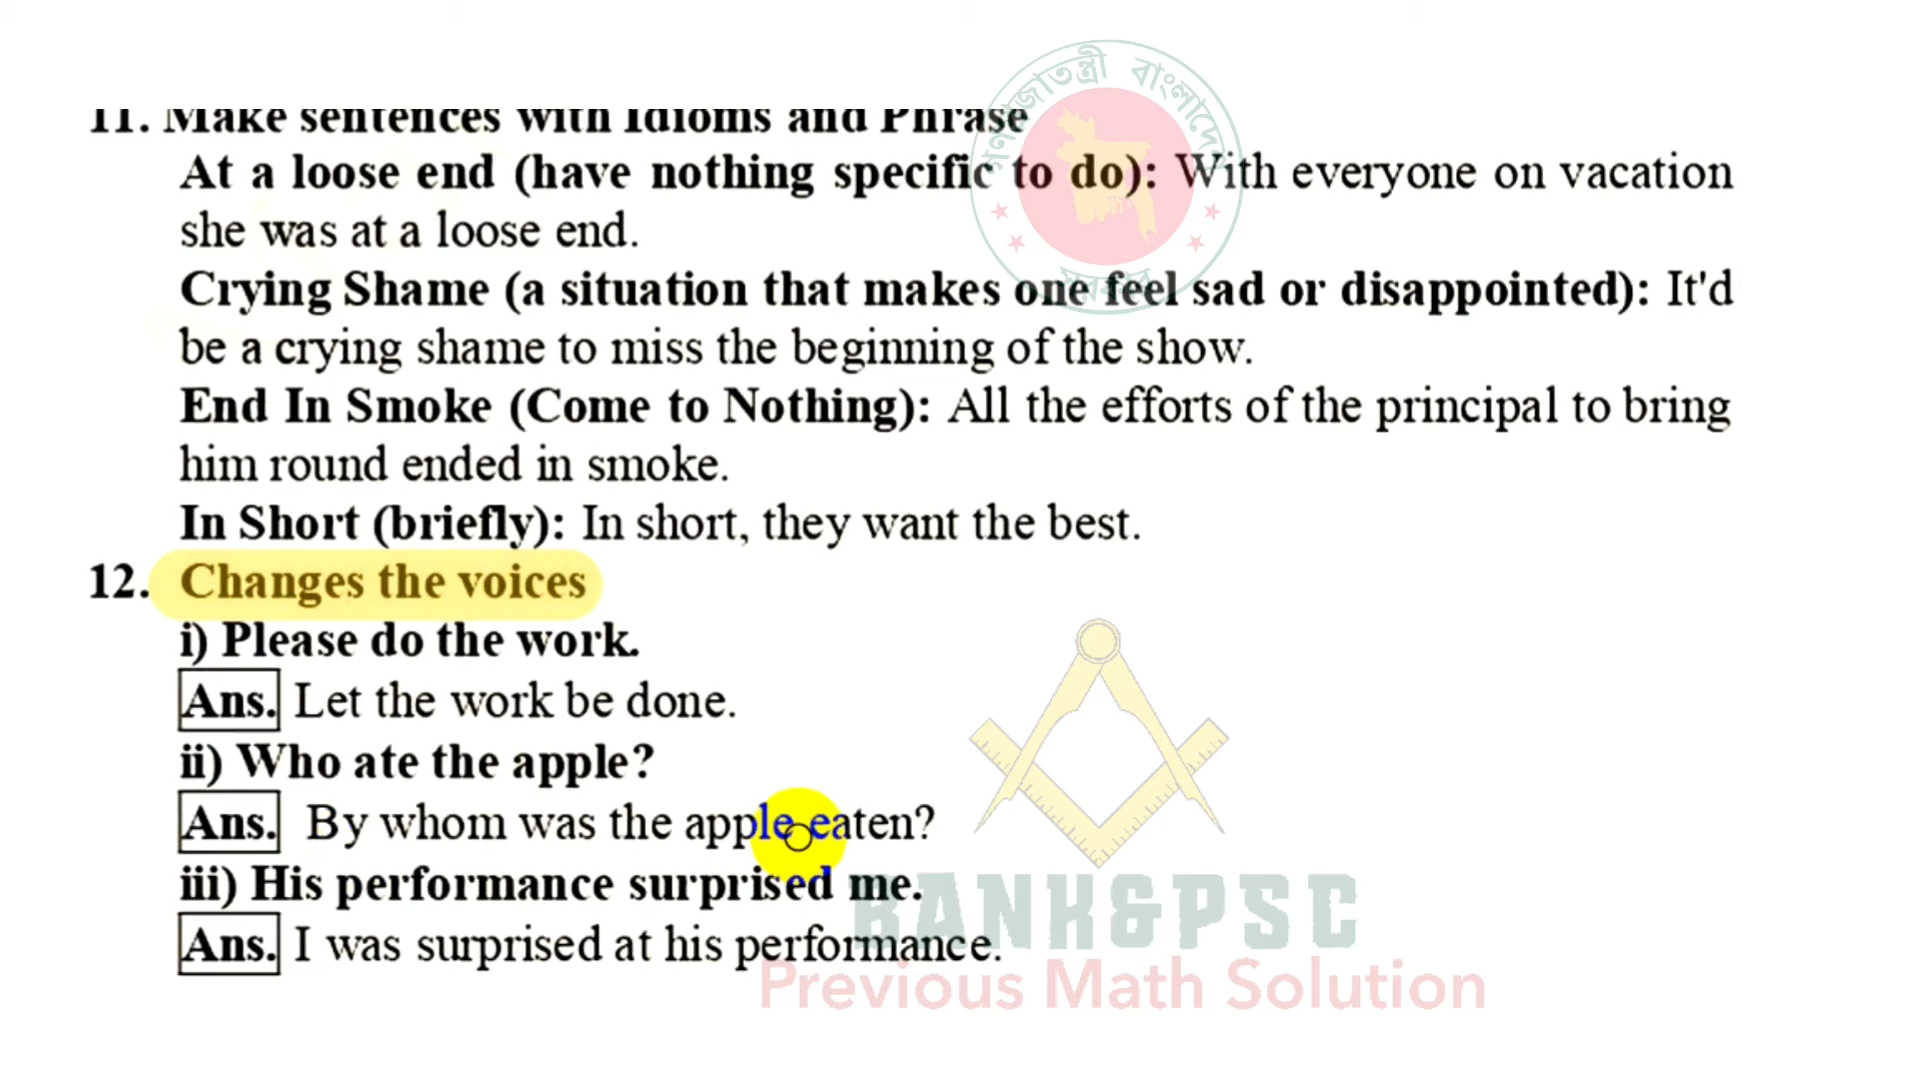 11. Make sentences with Idioms and Phrase
At a loose end (have nothing specific to do): With everyone on vacation
she was at a loose end.
Crying Shame (a situation that makes one feel sad or disappointed): It'd
be a crying shame to miss the beginning of the show.
End In Smoke (Come to Nothing): All the efforts of the principal to bring
him round ended in smoke.
In Short (briefly): In short, they want the best.
12. Changes the voices
i) Please do the work.
Ans. Let the work be done.
ii) Who ate the apple?
Ans. By whom was the apple eaten?
iii) His performance surprised me.
Ans. I was surprised at his performance.
গণপ্রজাতন্ত্রী বাংলাদেশ
সরকার
BANK&PSC
Previous Math Solution